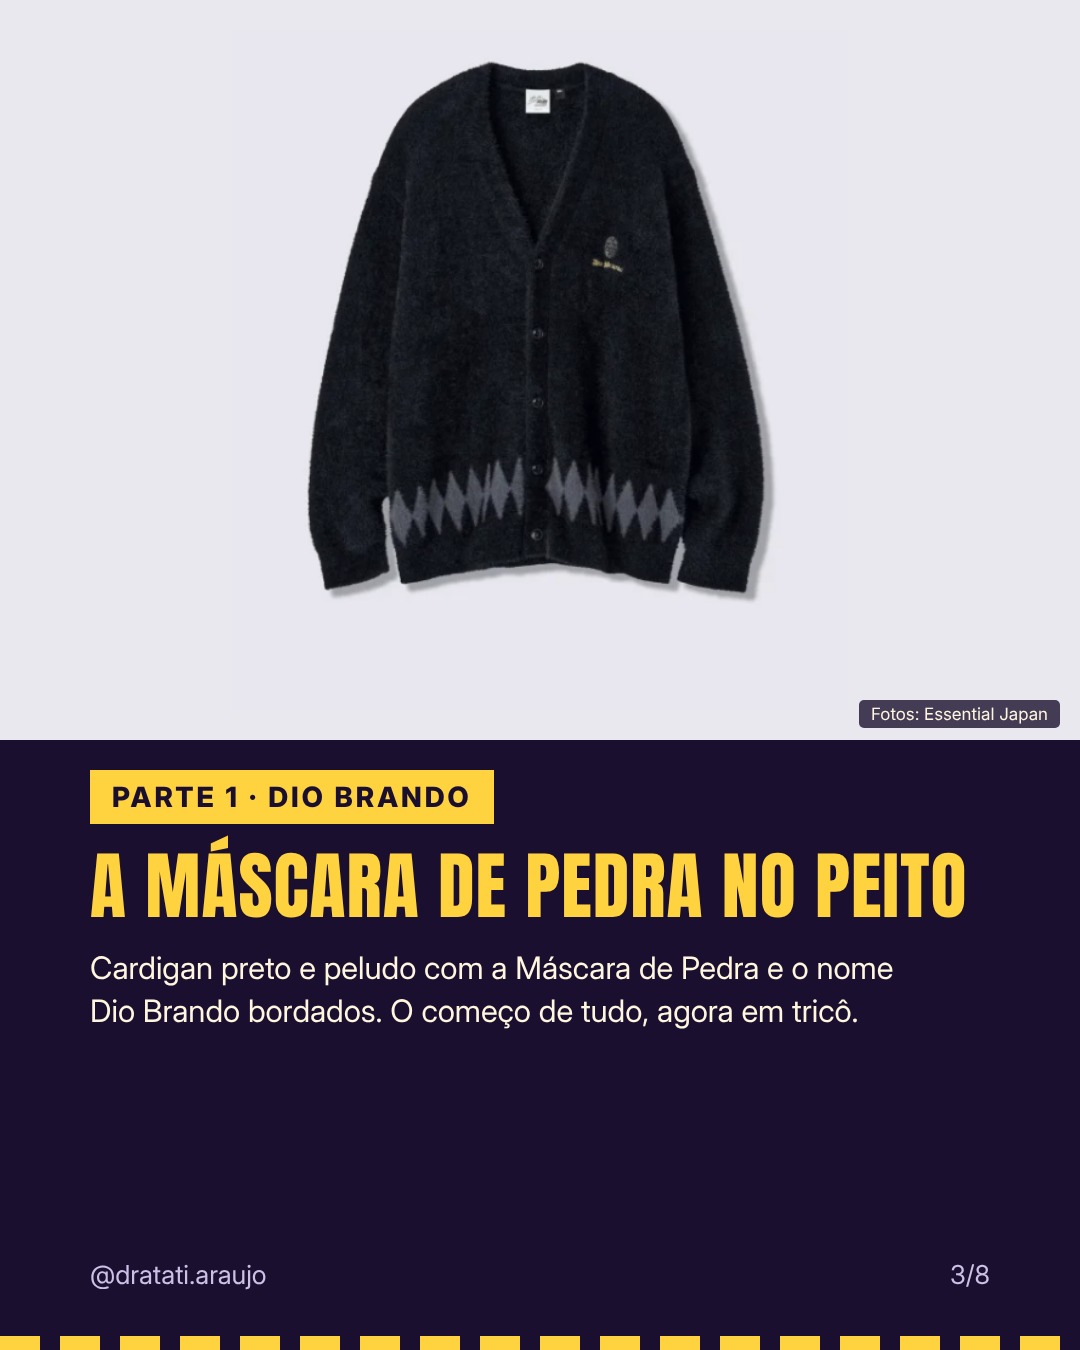 Fotos: Essential Japan
PARTE 1 · DIO BRANDO
A MÁSCARA DE PEDRA NO PEITO
Cardigan preto e peludo com a Máscara de Pedra e o nome
Dio Brando bordados. O começo de tudo, agora em tricô.
@dratati.araujo
3/8